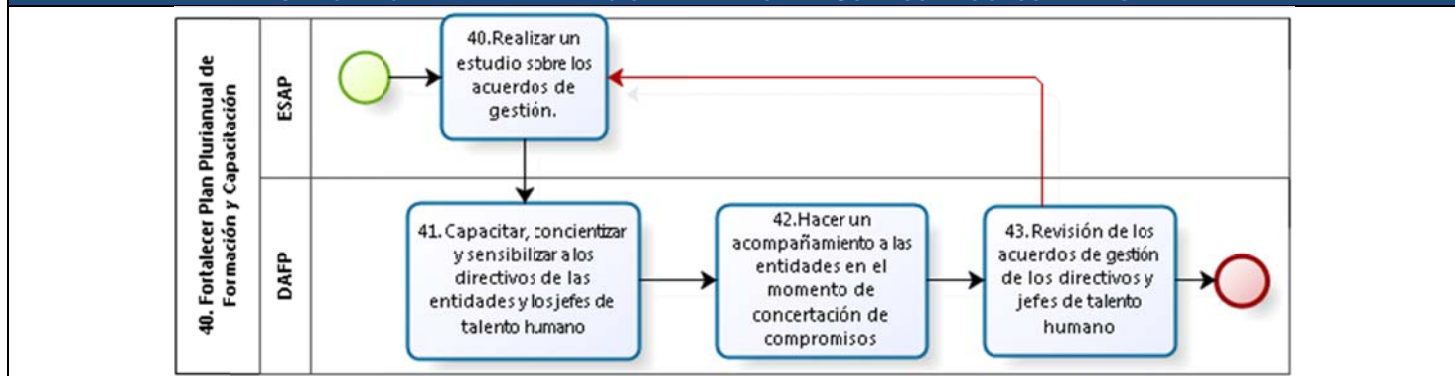 40. Fortalecer Plan Plurianual de
Formación y Capacitación
ESAP
40.Realizar un
estudio sobre los
acuerdos de
gestión.
DAFP
41. Capacitar, concientizar
y sensibilizar a los
directivos de las
entidades y los jefes de
talento humano
42.Hacer un
acompañamiento a las
entidades en el
momento de
concertación de
compromisos
43.Revisión de los
acuerdos de gestión
de los directivos y
jefes de talento
humano